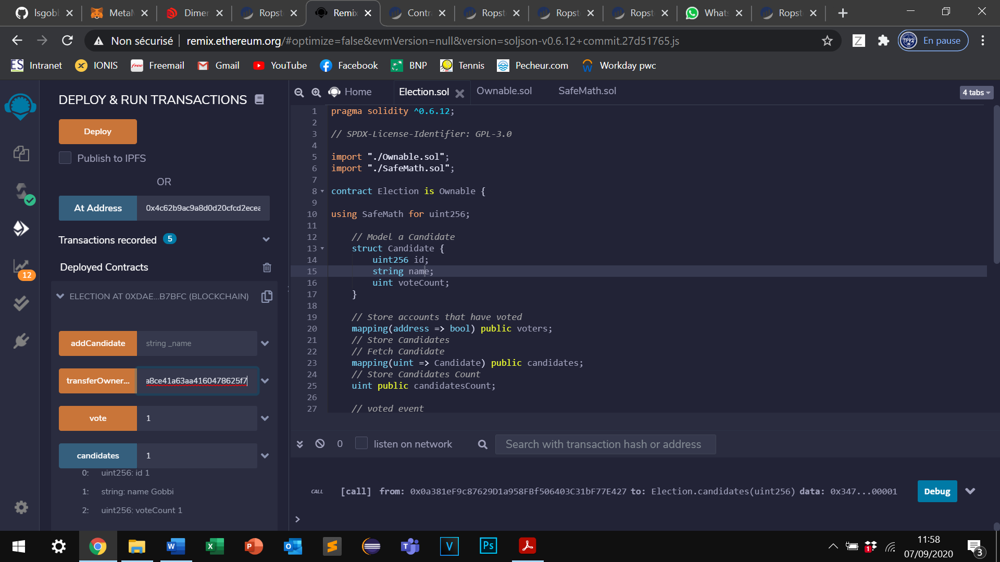 lsgobb
MetaM
Dimer
Ropst
Remix
Contr
Ropst
Ropst
Ropst
Whats
Ropst
Non sécurisé
remix.ethereum.org/#optimize=false&evmVersion=null&version=soljson-v0.6.12+commit.27d51765.js
En pause
Intranet
IONIS
Freemail
Gmail
YouTube
Facebook
BNP
Tennis
Pecheur.com
Workday pwc
DEPLOY & RUN TRANSACTIONS
Deploy
Publish to IPFS
OR
At Address
0x4c62b9ac9a8d0d20cfcd2ecea
Transactions recorded 5
Deployed Contracts
12
ELECTION AT 0XDAE...B7BFC (BLOCKCHAIN)
addCandidate
string _name
transferOwner...
a8ce41a63aa4160478625f7
vote
1
candidates
1
0: uint256: id 1
1: string: name Gobbi
2: uint256: voteCount 1
Home
Election.sol
Ownable.sol
SafeMath.sol
4 tabs
1 pragma solidity ^0.6.12;
2
3 // SPDX-License-Identifier: GPL-3.0
4
5 import "./Ownable.sol";
6 import "./SafeMath.sol";
7
8 contract Election is Ownable {
9
10 using SafeMath for uint256;
11
12 // Model a Candidate
13 struct Candidate {
14 uint256 id;
15 string name;
16 uint voteCount;
17 }
18
19 // Store accounts that have voted
20 mapping(address => bool) public voters;
21 // Store Candidates
22 // Fetch Candidate
23 mapping(uint => Candidate) public candidates;
24 // Store Candidates Count
25 uint public candidatesCount;
26
27 // voted event
0
listen on network
Search with transaction hash or address
CALL
[call] from: 0x0a381eF9c87629D1a958FBf506403C31bF77E427 to: Election.candidates(uint256) data: 0x347...00001
Debug
>
11:58
07/09/2020
3